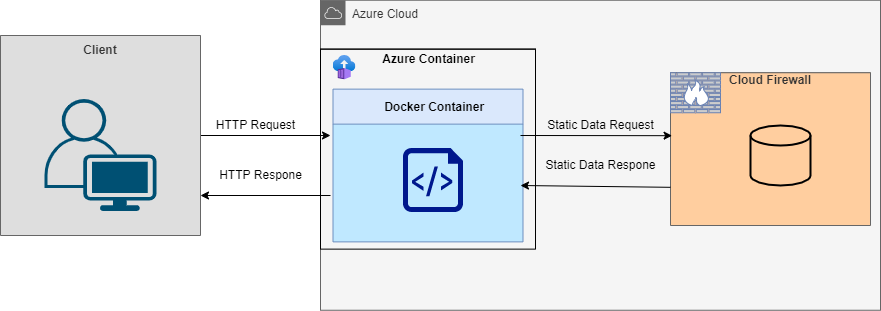 Azure Cloud
Client
Azure Container
Cloud Firewall
Docker Container
HTTP Request
Static Data Request
HTTP Respone
Static Data Respone
</>